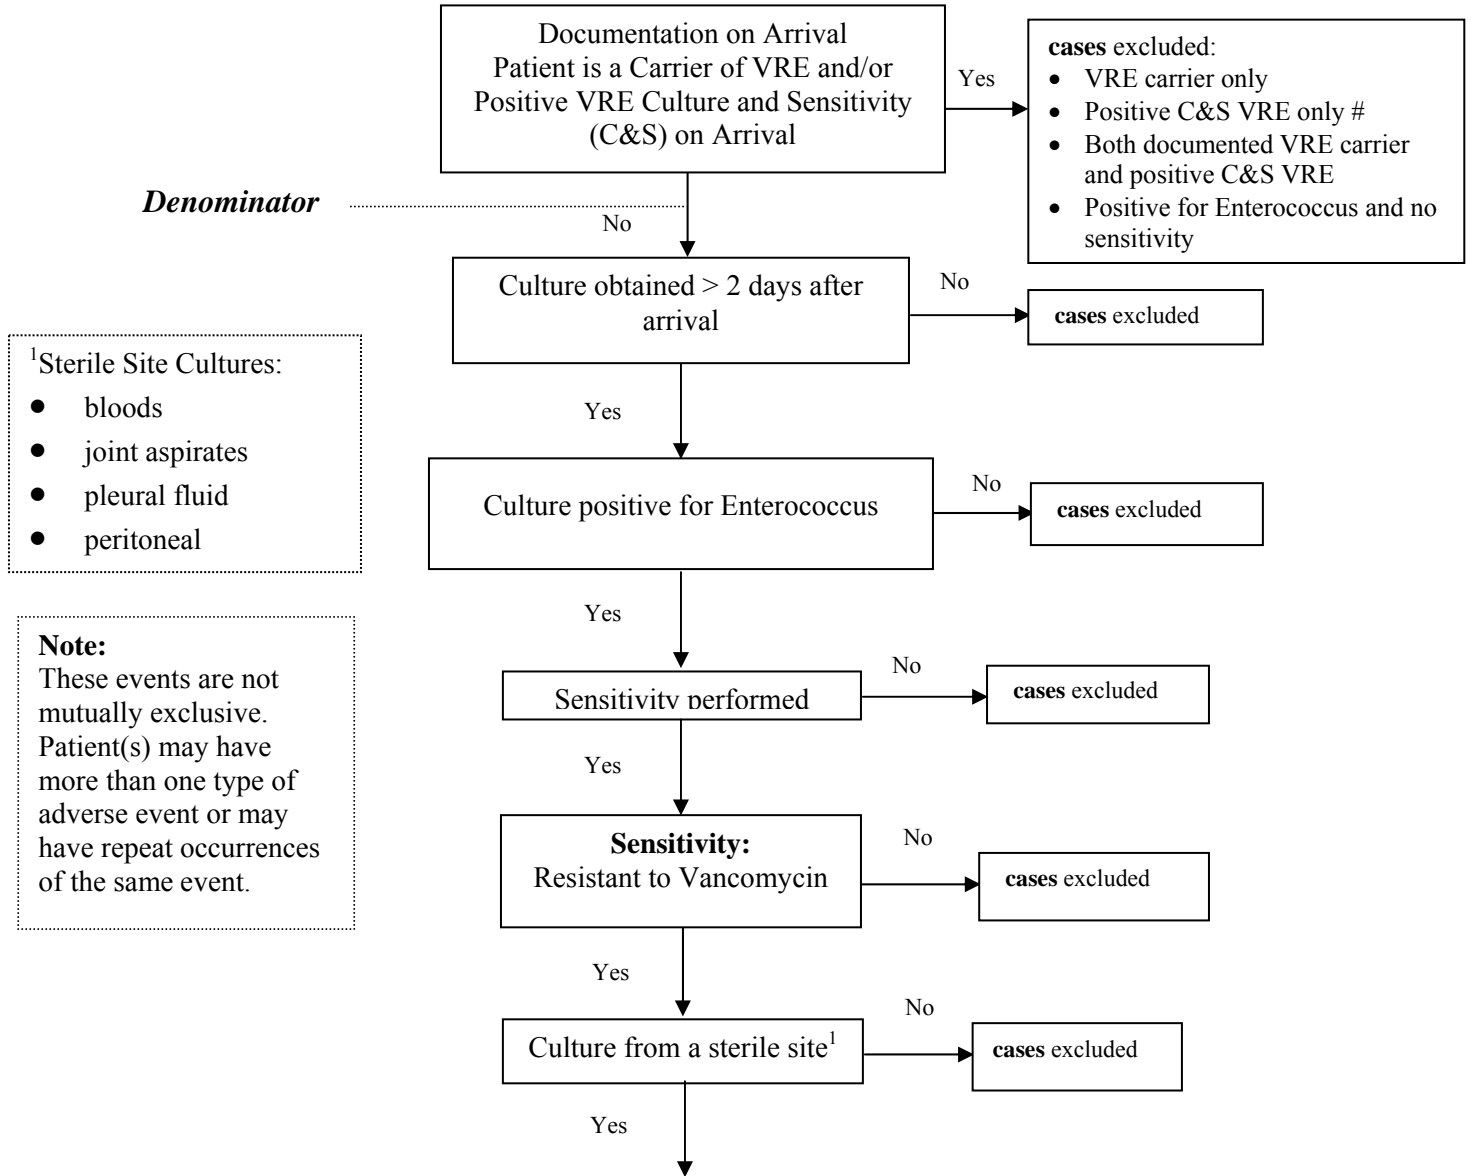 Documentation on Arrival
Patient is a Carrier of VRE and/or
Positive VRE Culture and Sensitivity
(C&S) on Arrival
Yes
cases excluded:
• VRE carrier only
• Positive C&S VRE only #
• Both documented VRE carrier
and positive C&S VRE
• Positive for Enterococcus and no
sensitivity
Denominator
No
Culture obtained > 2 days after
arrival
No
cases excluded
1Sterile Site Cultures:
• bloods
• joint aspirates
• pleural fluid
• peritoneal
Yes
Culture positive for Enterococcus
No
cases excluded
Yes
Note:
These events are not
mutually exclusive.
Patient(s) may have
more than one type of
adverse event or may
have repeat occurrences
of the same event.
Sensitivity performed
No
cases excluded
Yes
Sensitivity:
Resistant to Vancomycin
No
cases excluded
Yes
Culture from a sterile site1
No
cases excluded
Yes